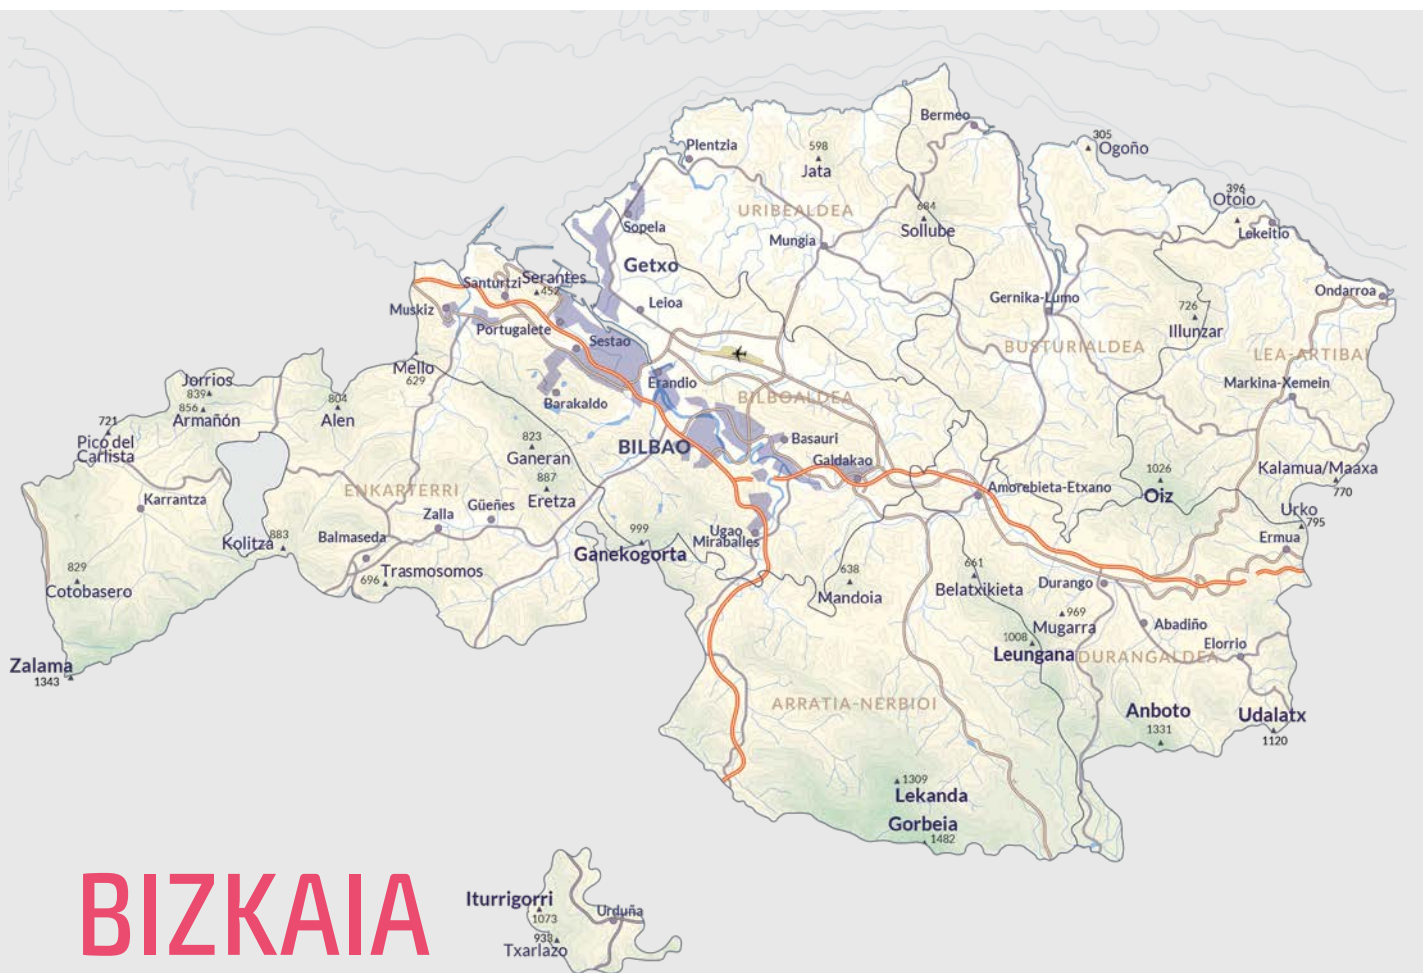 Bermeo
305
Ogoño
Plentzia
598
Jata
396
Otoio
684
Sollube
URIBEALDEA
Sopela
Mungia
Lekeitio
Getxo
Santurtzi
Serantes
452
Gernika-Lumo
Ondarroa
Muskiz
Leioa
726
Illunzar
Portugalete
Sestao
BUSTURIALDEA
LEA-ARTIBAI
Mello
629
Jorrios
839
856
Armañón
804
Alen
Erandio
Barakaldo
BILBOALDEA
Markina-Xemein
721
Pico del
Carlista
823
Ganeran
BILBAO
Basauri
Galdakao
887
Eretza
1026
Oiz
Kalamua/Maaxa
770
Karrantza
ENKARTERRI
Güeñes
Zalla
Amorebieta-Etxano
Urko
795
Kolitza
883
Balmaseda
999
Ganekogorta
Ugao
Miraballes
Ermua
829
Cotobasero
696
Trasmosomos
638
Mandoia
661
Belatxikieta
Durango
969
Mugarra
Abadiño
1008
Leungana
DURANGALDEA
Elorrio
Zalama
1343
ARRATIA-NERBIOI
Anboto
1331
Udalatx
1120
1309
Lekanda
Gorbeia
1482
BIZKAIA
Iturrigorri
1073
Urduña
933
Txarlazo